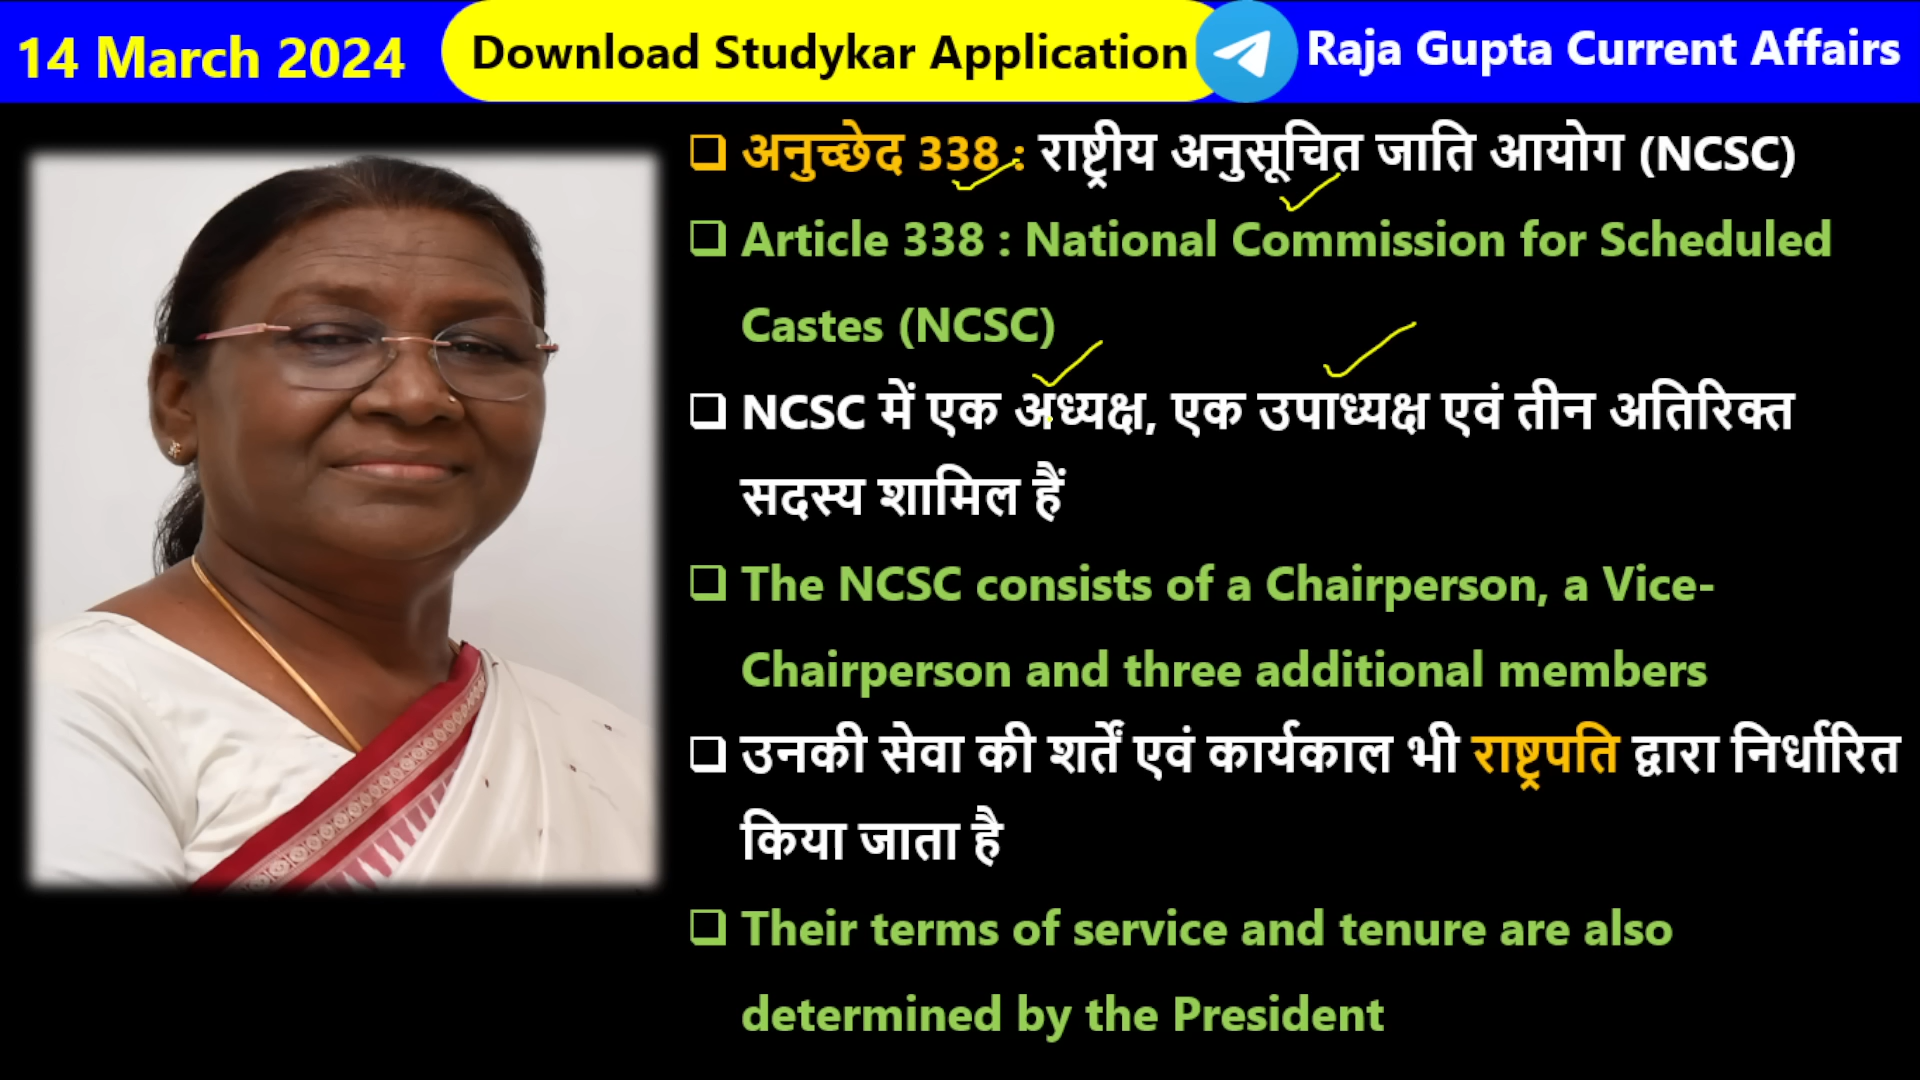 14 March 2024
Download Studykar Application
Raja Gupta Current Affairs
अनुच्छेद 338 : राष्ट्रीय अनुसूचित जाति आयोग (NCSC)
Article 338 : National Commission for Scheduled
Castes (NCSC)
NCSC में एक अध्यक्ष, एक उपाध्यक्ष एवं तीन अतिरिक्त
सदस्य शामिल हैं
The NCSC consists of a Chairperson, a Vice-
Chairperson and three additional members
उनकी सेवा की शर्तें एवं कार्यकाल भी राष्ट्रपति द्वारा निर्धारित
किया जाता है
Their terms of service and tenure are also
determined by the President